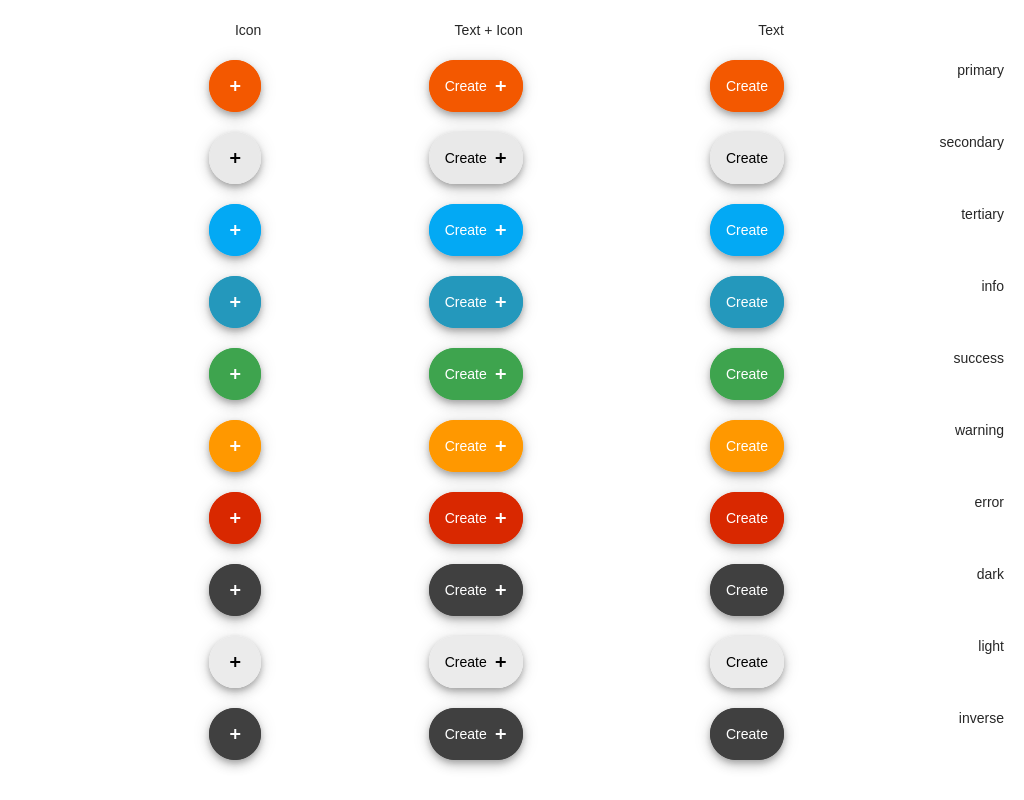 Icon Text + Icon Text
+ Create + Create primary
+ Create + Create secondary
+ Create + Create tertiary
+ Create + Create info
+ Create + Create success
+ Create + Create warning
+ Create + Create error
+ Create + Create dark
+ Create + Create light
+ Create + Create inverse